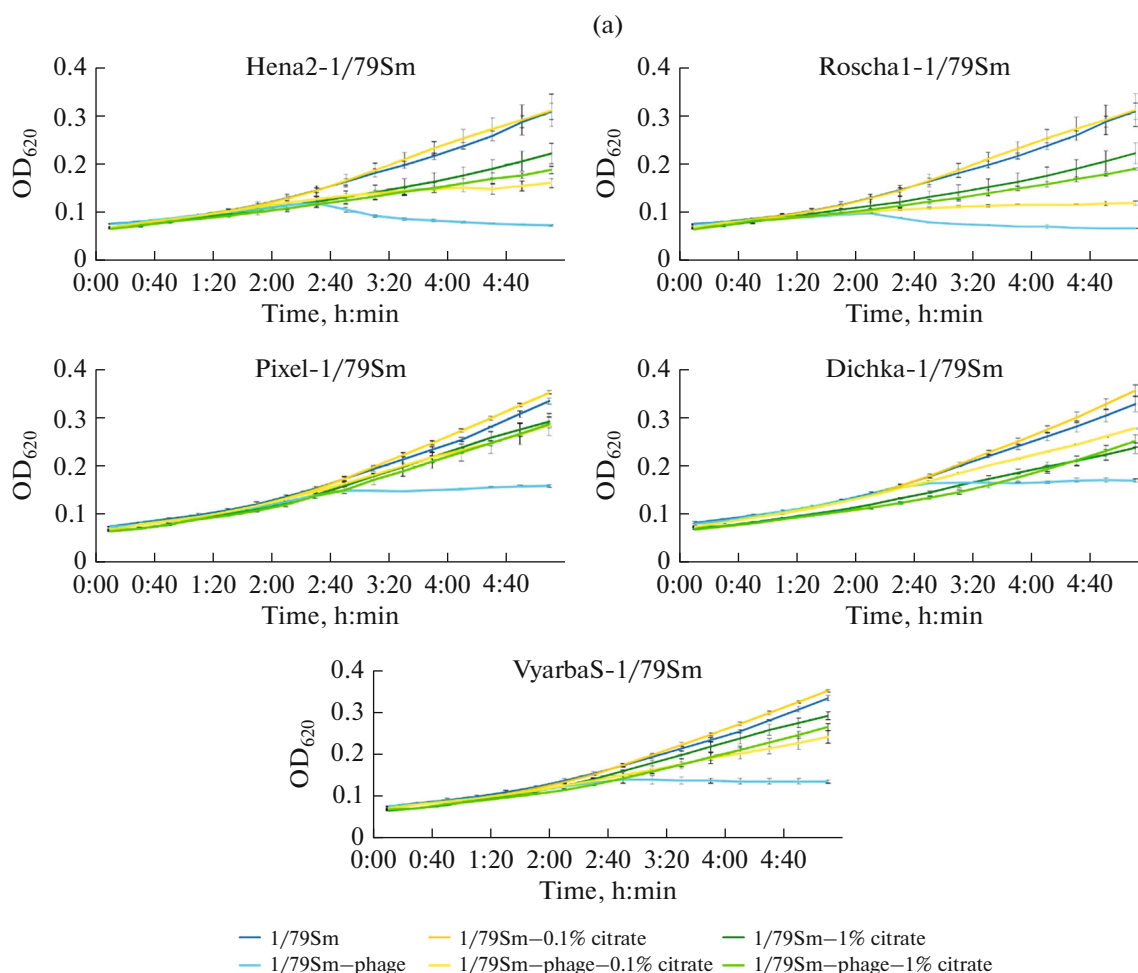 (a)
Hena2-1/79Sm
0.4
0.3
0.2
0.1
0
OD620
0:00 0:40 1:20 2:00 2:40 3:20 4:00 4:40
Time, h:min
Roscha1-1/79Sm
0.4
0.3
0.2
0.1
0
OD620
0:00 0:40 1:20 2:00 2:40 3:20 4:00 4:40
Time, h:min
Pixel-1/79Sm
0.4
0.3
0.2
0.1
0
OD620
0:00 0:40 1:20 2:00 2:40 3:20 4:00 4:40
Time, h:min
Dichka-1/79Sm
0.4
0.3
0.2
0.1
0
OD620
0:00 0:40 1:20 2:00 2:40 3:20 4:00 4:40
Time, h:min
VyarbaS-1/79Sm
0.4
0.3
0.2
0.1
0
OD620
0:00 0:40 1:20 2:00 2:40 3:20 4:00 4:40
Time, h:min
1/79Sm 1/79Sm–0.1% citrate 1/79Sm–1% citrate
1/79Sm–phage 1/79Sm–phage–0.1% citrate 1/79Sm–phage–1% citrate